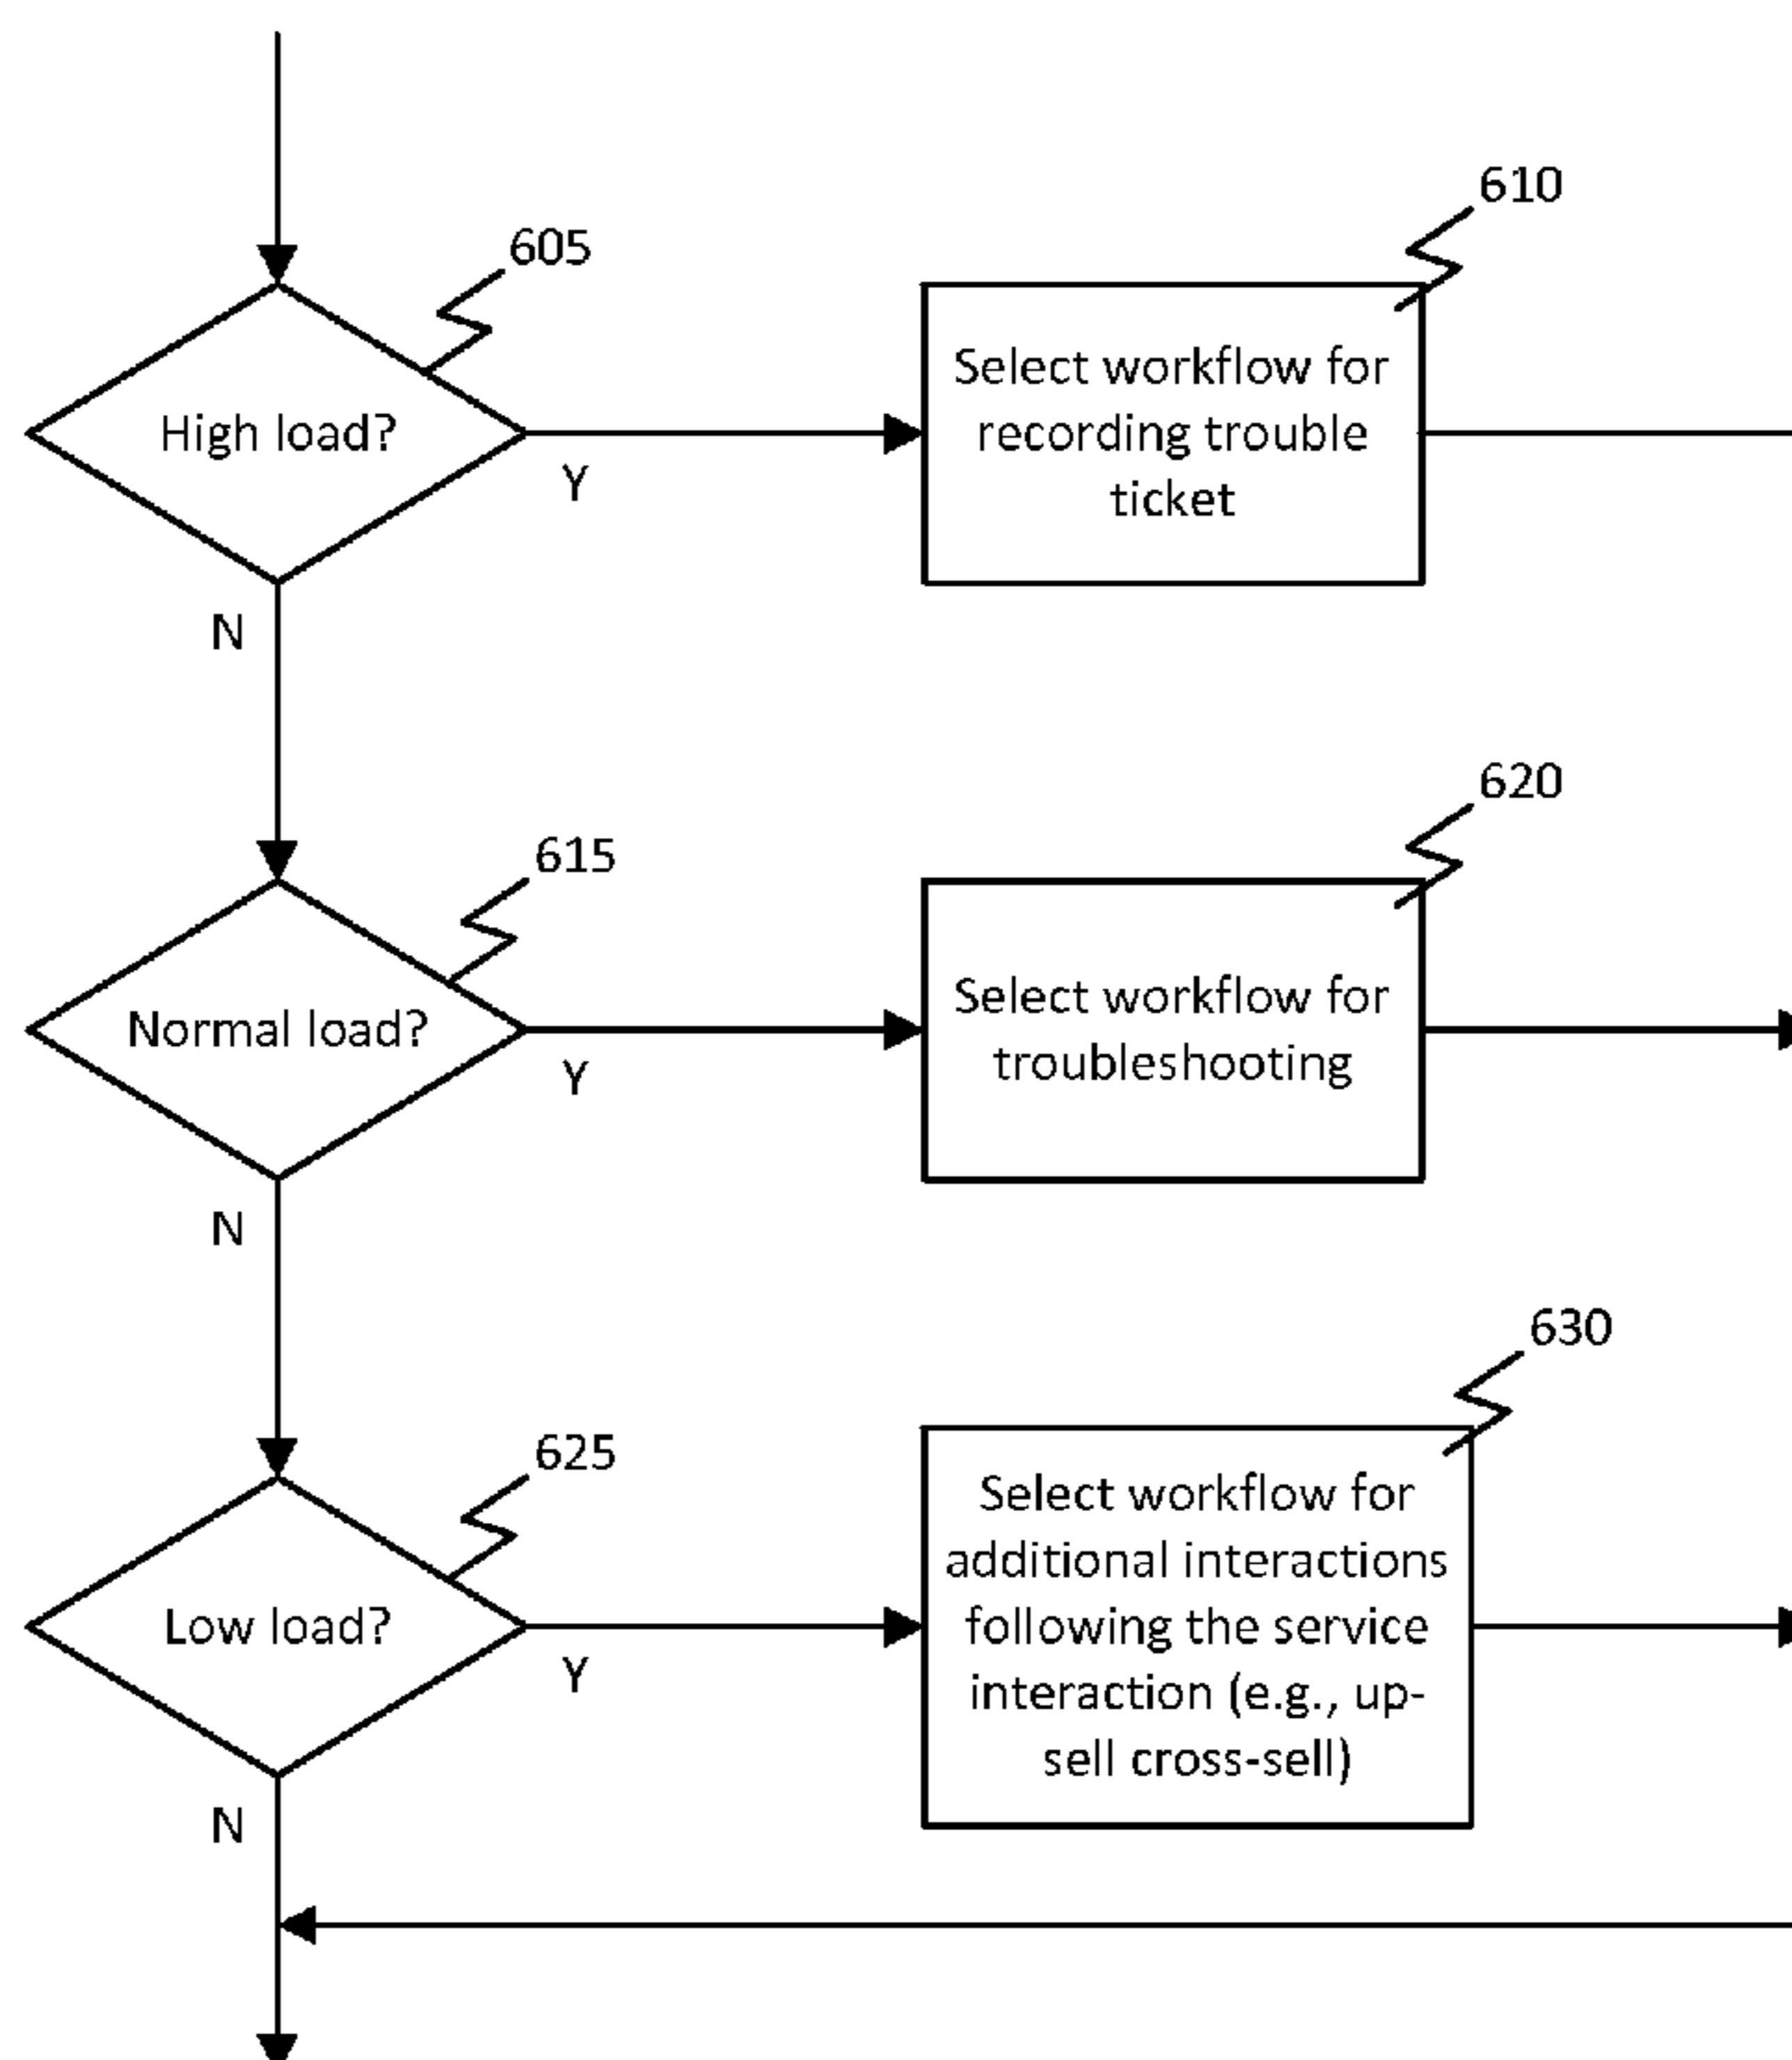 610
605
Select workflow for
recording trouble
ticket
High load?
Y
N
620
615
Select workflow for
troubleshooting
Normal load?
Y
N
630
625
Select workflow for
additional interactions
following the service
interaction (e.g., up-
sell cross-sell)
Low load?
Y
N